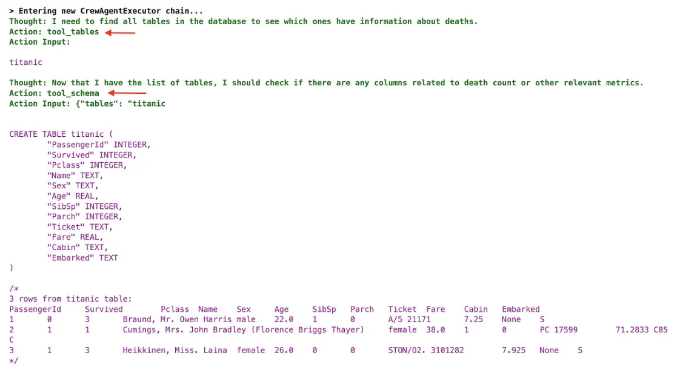 > Entering new CrewAgentExecutor chain...
Thought: I need to find all tables in the database to see which ones have information about deaths.
Action: tool_tables
Action Input:
titanic
Thought: Now that I have the list of tables, I should check if there are any columns related to death count or other relevant metrics.
Action: tool_schema
Action Input: {"tables": "titanic
CREATE TABLE titanic (
"PassengerId" INTEGER,
"Survived" INTEGER,
"Pclass" INTEGER,
"Name" TEXT,
"Sex" TEXT,
"Age" REAL,
"SibSp" INTEGER,
"Parch" INTEGER,
"Ticket" TEXT,
"Fare" REAL,
"Cabin" TEXT,
"Embarked" TEXT
)
/*
3 rows from titanic table:
PassengerId Survived Pclass Name Sex Age SibSp Parch Ticket Fare Cabin Embarked
1 0 3 Braund, Mr. Owen Harris male 22.0 1 0 A/5 21171 7.25 None S
2 1 1 Cumings, Mrs. John Bradley (Florence Briggs Thayer) female 38.0 1 0 PC 17599 71.2833 C85
C
3 1 3 Heikkinen, Miss. Laina female 26.0 0 0 STON/O2. 3101282 7.925 None S
*/